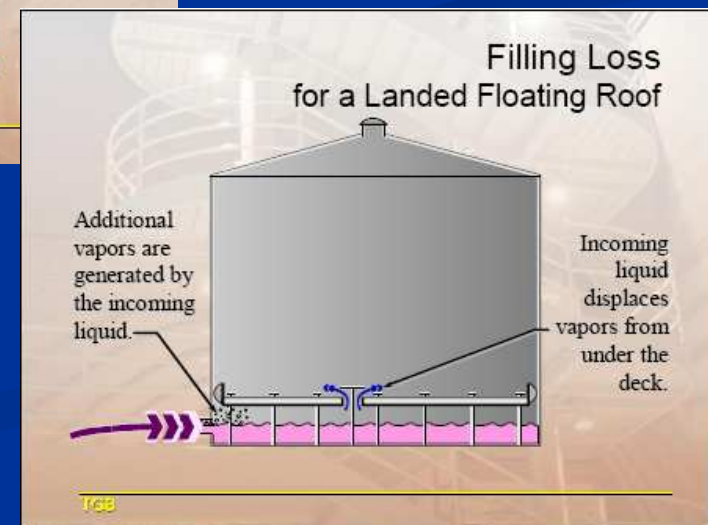 Filling Loss
for a Landed Floating Roof
Additional
vapors are
generated by
the incoming
liquid.
Incoming
liquid
displaces
vapors from
under the
deck.
TGB